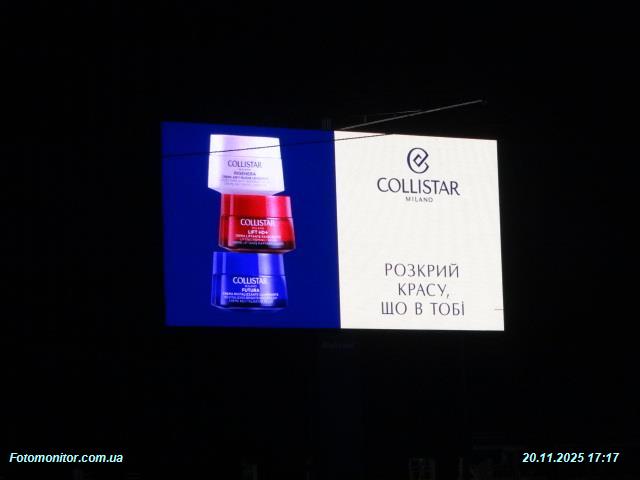 COLLISTAR
RIGENERA
COLLISTAR
LIFT HD+
COLLISTAR
FUTURA
COLLISTAR
MILANO
РОЗКРИЙ
КРАСУ,
ЩО В ТОБІ
Fotomonitor.com.ua
20.11.2025 17:17